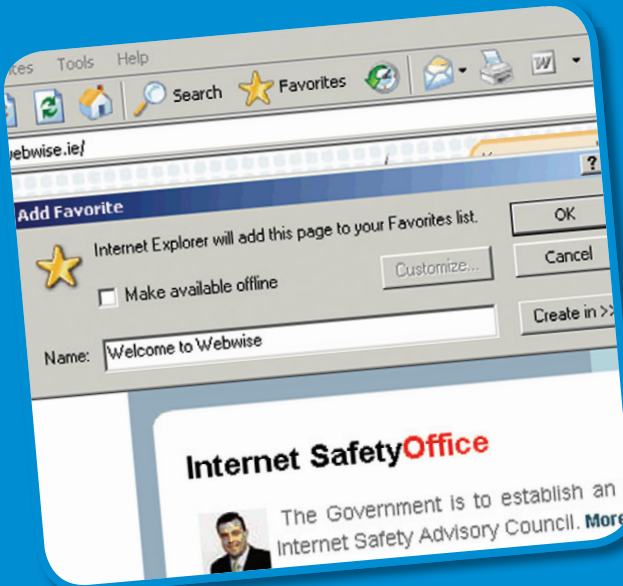 Tools Help
Search Favorites
ebwise.ie/
Add Favorite
Internet Explorer will add this page to your Favorites list.
OK
Make available offline
Customize...
Cancel
Name: Welcome to Webwise
Create in >>
Internet SafetyOffice
The Government is to establish an
Internet Safety Advisory Council. More